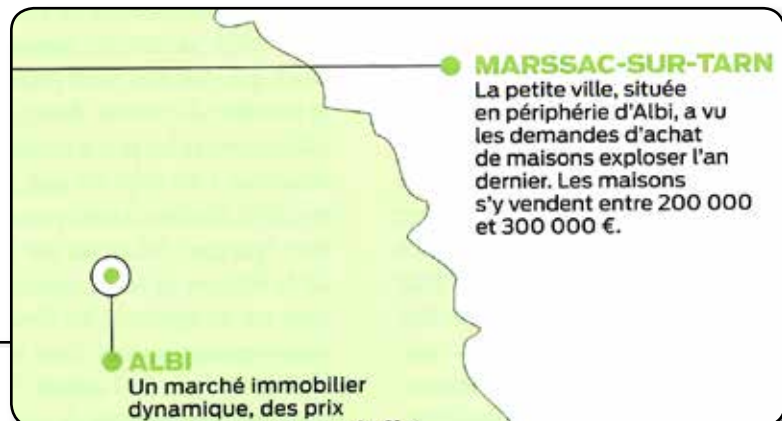 MARSSAC-SUR-TARN
La petite ville, située
en périphérie d'Albi, a vu
les demandes d'achat
de maisons exploser l'an
dernier. Les maisons
s'y vendent entre 200 000
et 300 000 €.
ALBI
Un marché immobilier
dynamique, des prix